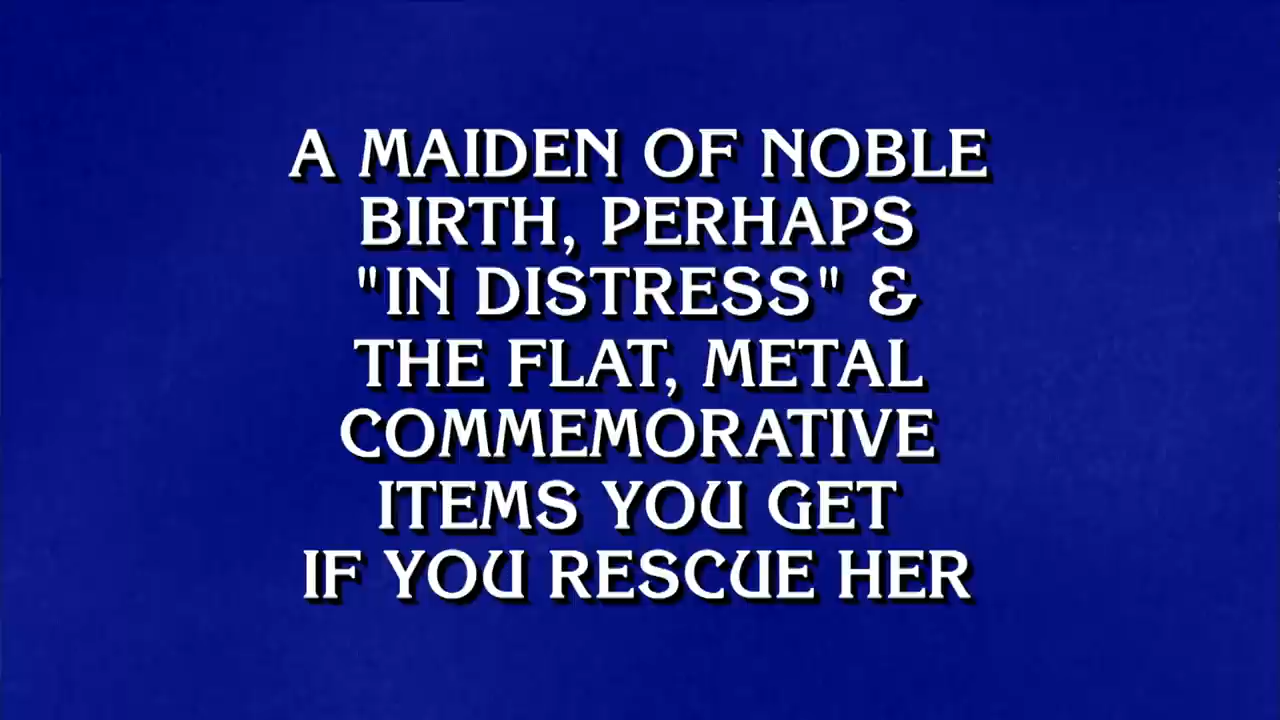 A MAIDEN OF NOBLE
BIRTH, PERHAPS
"IN DISTRESS" &
THE FLAT, METAL
COMMEMORATIVE
ITEMS YOU GET
IF YOU RESCUE HER